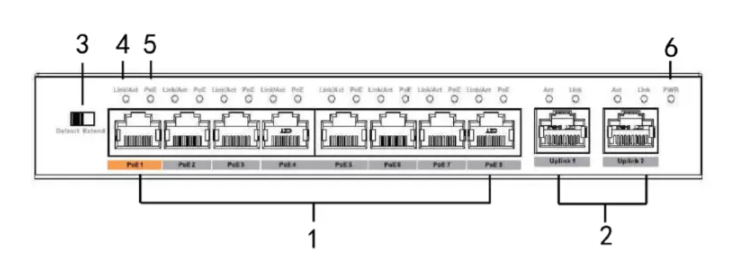 3 4 5 6
Link/Act PoE Link/Act PoE Link/Act PoE Link/Act PoE Link/Act PoE Link/Act PoE Link/Act PoE Link/Act PoE Act Link Act Link PWR
Default Extend
PoE 1 PoE 2 PoE 3 PoE 4 PoE 5 PoE 6 PoE 7 PoE 8 Uplink 1 Uplink 2
1 2